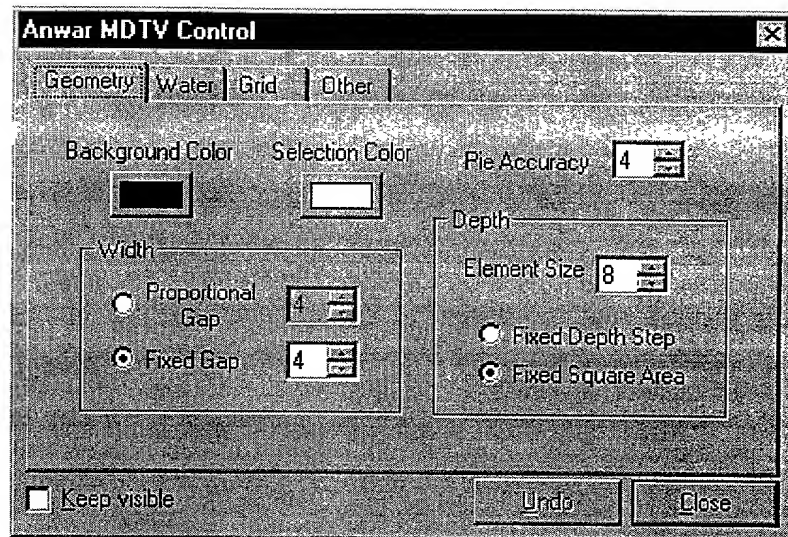 Anwar MDTV Control
Geometry Water Grid Other
Background Color Selection Color Pie Accuracy 4
Width
Proportional Gap 4
Fixed Gap 4
Depth
Element Size 8
Fixed Depth Step
Fixed Square Area
Keep visible Undo Close